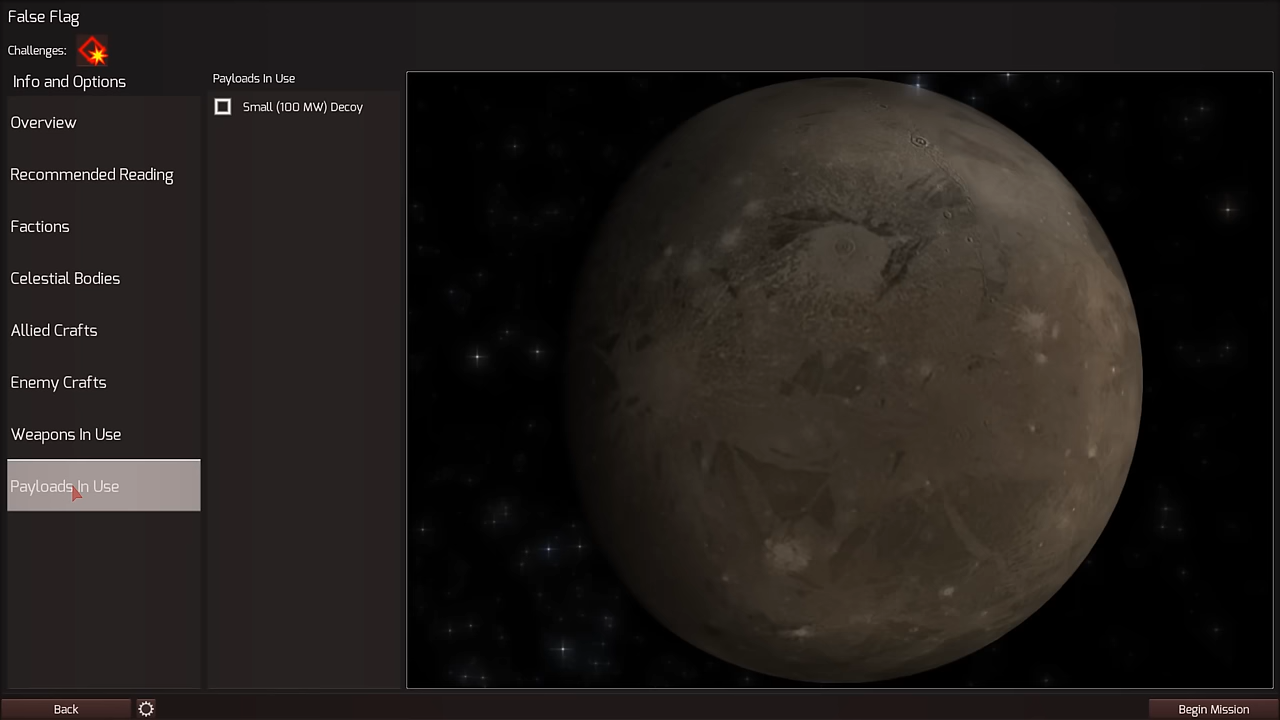 False Flag
Challenges:
Info and Options
Overview
Recommended Reading
Factions
Celestial Bodies
Allied Crafts
Enemy Crafts
Weapons In Use
Payloads In Use
Payloads In Use
Small (100 MW) Decoy
Back
Begin Mission